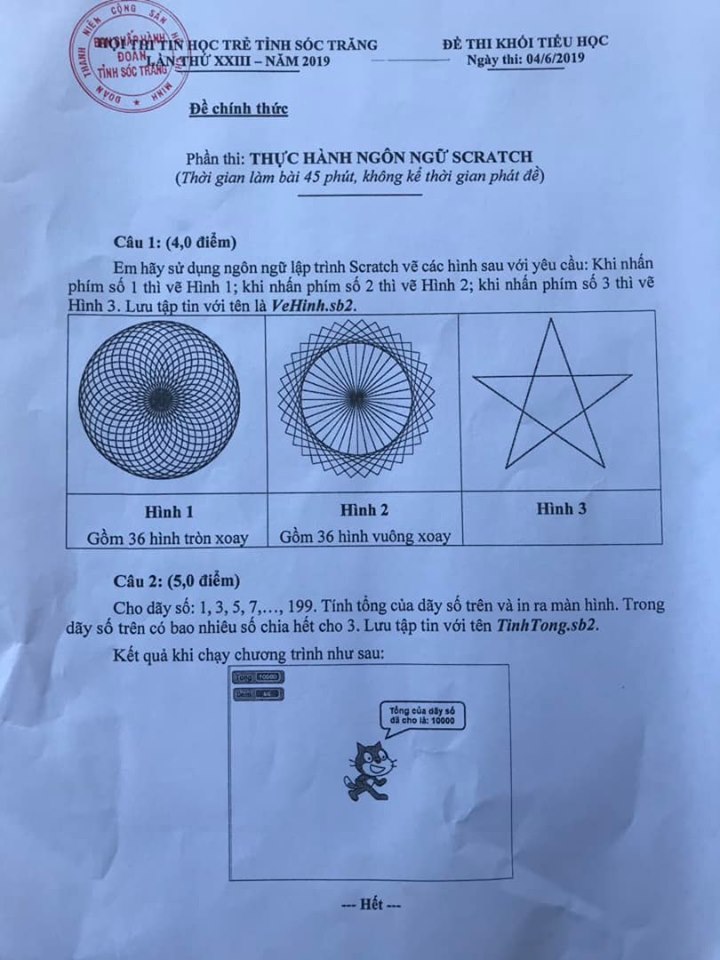 HỘI THI TIN HỌC TRẺ TỈNH SÓC TRĂNG
LẦN THỨ XXIII – NĂM 2019
ĐỀ THI KHỐI TIỂU HỌC
Ngày thi: 04/6/2019
ĐOÀN THANH NIÊN CỘNG SẢN HỒ CHÍ MINH
BAN CHẤP HÀNH
ĐOÀN
TỈNH SÓC TRĂNG
Đề chính thức
Phần thi: THỰC HÀNH NGÔN NGỮ SCRATCH
(Thời gian làm bài 45 phút, không kể thời gian phát đề)
Câu 1: (4,0 điểm)
Em hãy sử dụng ngôn ngữ lập trình Scratch vẽ các hình sau với yêu cầu: Khi nhấn
phím số 1 thì vẽ Hình 1; khi nhấn phím số 2 thì vẽ Hình 2; khi nhấn phím số 3 thì vẽ
Hình 3. Lưu tập tin với tên là VeHinh.sb2.
Hình 1
Gồm 36 hình tròn xoay
Hình 2
Gồm 36 hình vuông xoay
Hình 3
Câu 2: (5,0 điểm)
Cho dãy số: 1, 3, 5, 7,…, 199. Tính tổng của dãy số trên và in ra màn hình. Trong
dãy số trên có bao nhiêu số chia hết cho 3. Lưu tập tin với tên TinhTong.sb2.
Kết quả khi chạy chương trình như sau:
Tong 10000
Dem
Tổng của dãy số
đã cho là: 10000
--- Hết ---